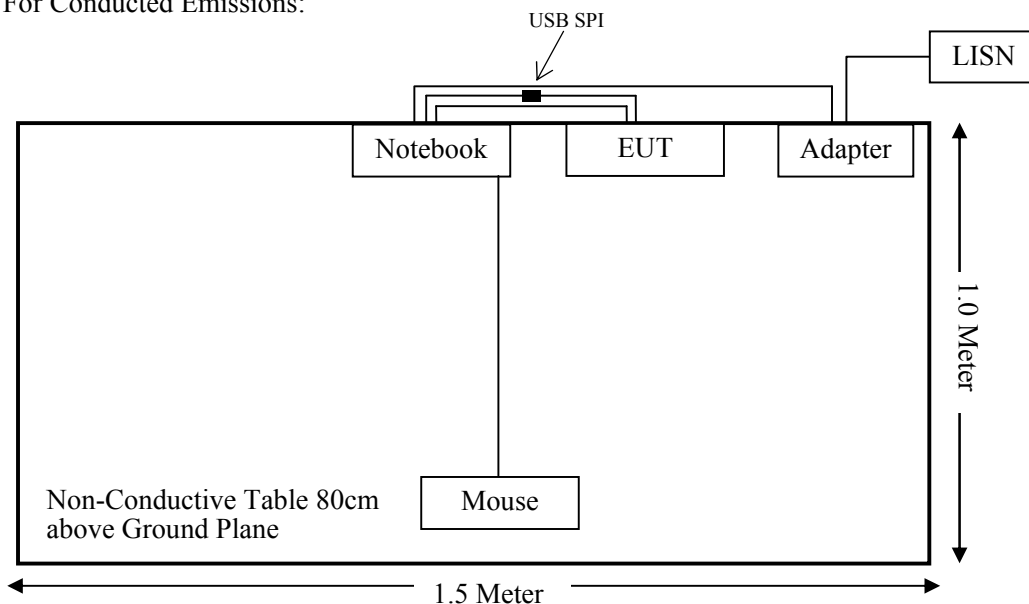 For Conducted Emissions:
USB SPI
LISN
Notebook
EUT
Adapter
1.0 Meter
Non-Conductive Table 80cm
above Ground Plane
Mouse
1.5 Meter